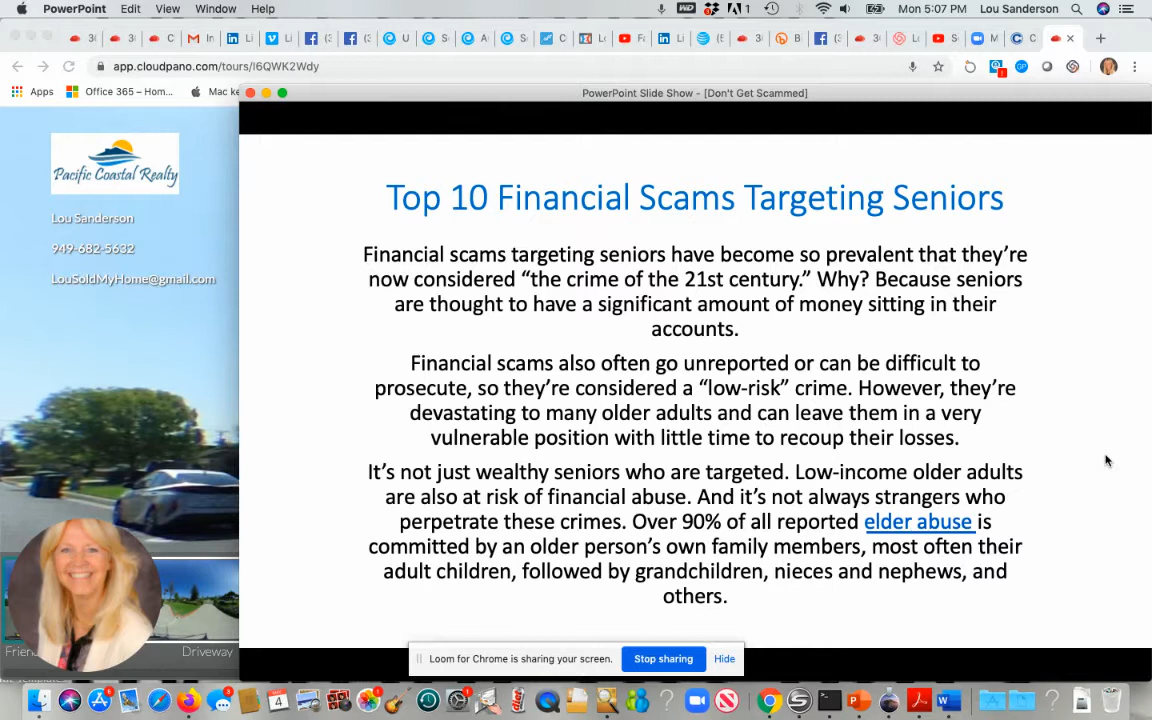 PowerPoint Edit View Window Help
1
Mon 5:07 PM Lou Sanderson
app.cloudpano.com/tours/I6QWK2Wdy
Apps Office 365 – Hom... Mac ke
PowerPoint Slide Show - [Don't Get Scammed]
Pacific Coastal Realty
Lou Sanderson
949-682-5632
LouSoldMyHome@gmail.com
Top 10 Financial Scams Targeting Seniors
Financial scams targeting seniors have become so prevalent that they’re
now considered “the crime of the 21st century.” Why? Because seniors
are thought to have a significant amount of money sitting in their
accounts.
Financial scams also often go unreported or can be difficult to
prosecute, so they’re considered a “low-risk” crime. However, they’re
devastating to many older adults and can leave them in a very
vulnerable position with little time to recoup their losses.
It’s not just wealthy seniors who are targeted. Low-income older adults
are also at risk of financial abuse. And it’s not always strangers who
perpetrate these crimes. Over 90% of all reported elder abuse is
committed by an older person’s own family members, most often their
adult children, followed by grandchildren, nieces and nephews, and
others.
Loom for Chrome is sharing your screen. Stop sharing Hide
Driveway